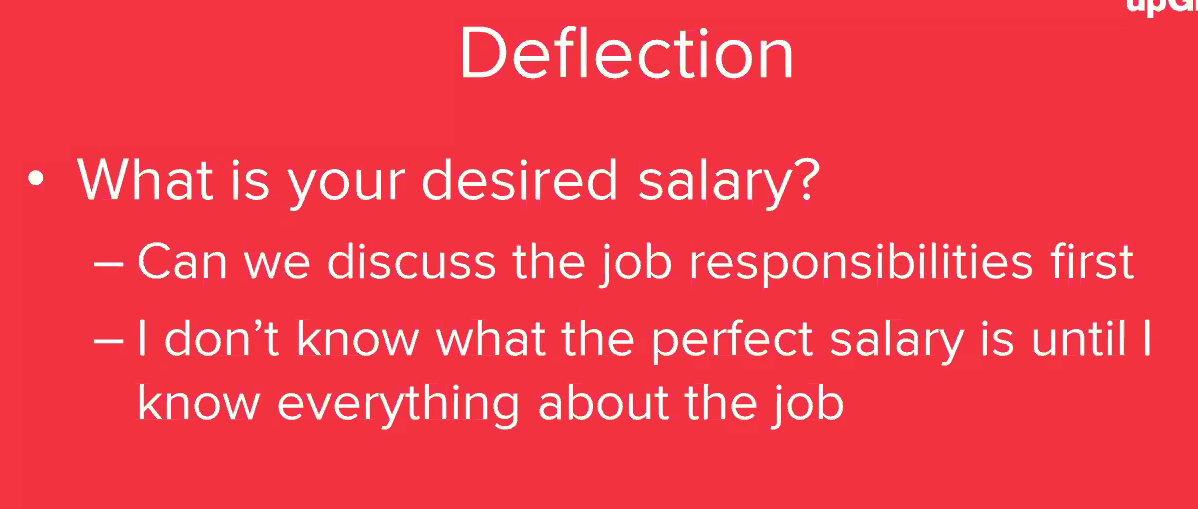 Deflection
• What is your desired salary?
– Can we discuss the job responsibilities first
– I don’t know what the perfect salary is until I
know everything about the job